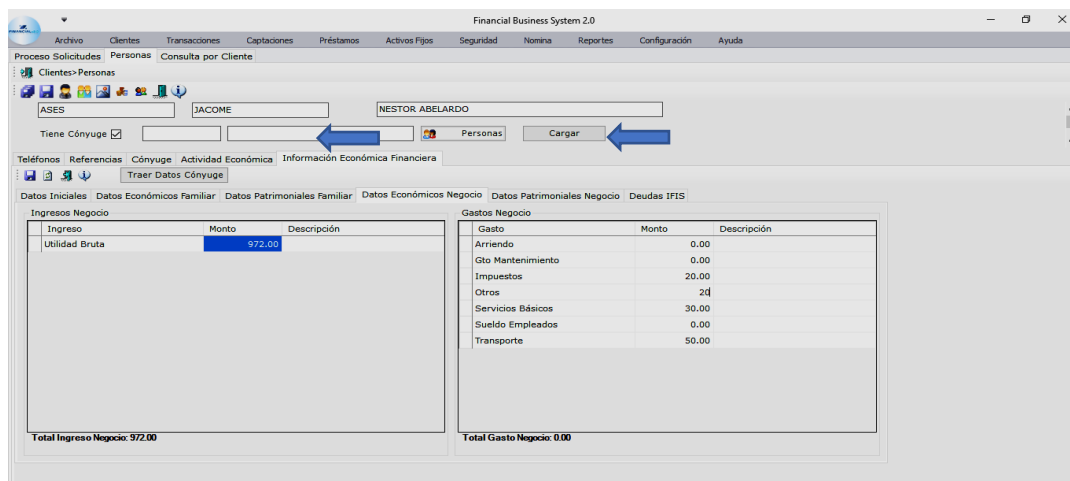 Financial Business System 2.0
FINANCIAL
Archivo Clientes Transacciones Captaciones Préstamos Activos Fijos Seguridad Nomina Reportes Configuración Ayuda
Proceso Solicitudes Personas Consulta por Cliente
Clientes>Personas
ASES JACOME NESTOR ABELARDO
Tiene Cónyuge Personas Cargar
Teléfonos Referencias Cónyuge Actividad Económica Información Económica Financiera
Traer Datos Cónyuge
Datos Iniciales Datos Económicos Familiar Datos Patrimoniales Familiar Datos Económicos Negocio Datos Patrimoniales Negocio Deudas IFIS
Ingresos Negocio Gastos Negocio
Ingreso Monto Descripción Gasto Monto Descripción
Utilidad Bruta 972.00 Arriendo 0.00
Gto Mantenimiento 0.00
Impuestos 20.00
Otros 20
Servicios Básicos 30.00
Sueldo Empleados 0.00
Transporte 50.00
Total Ingreso Negocio: 972.00 Total Gasto Negocio: 0.00